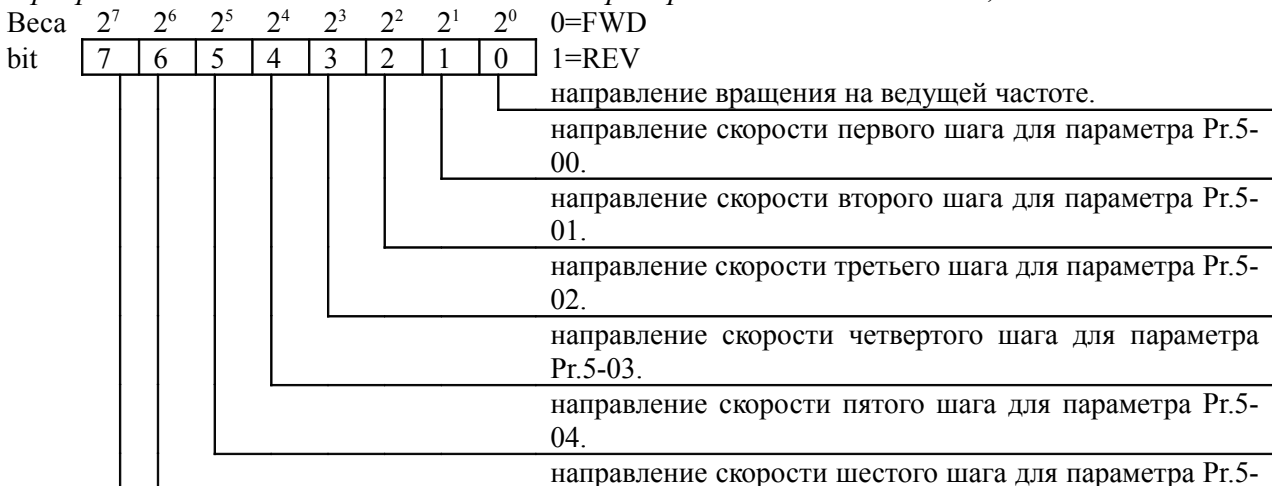 Веса 2⁷ 2⁶ 2⁵ 2⁴ 2³ 2² 2¹ 2⁰ 0=FWD
bit 7 6 5 4 3 2 1 0 1=REV
направление вращения на ведущей частоте.
направление скорости первого шага для параметра Pr.5-
00.
направление скорости второго шага для параметра Pr.5-
01.
направление скорости третьего шага для параметра Pr.5-
02.
направление скорости четвертого шага для параметра
Pr.5-03.
направление скорости пятого шага для параметра Pr.5-
04.
направление скорости шестого шага для параметра Pr.5-